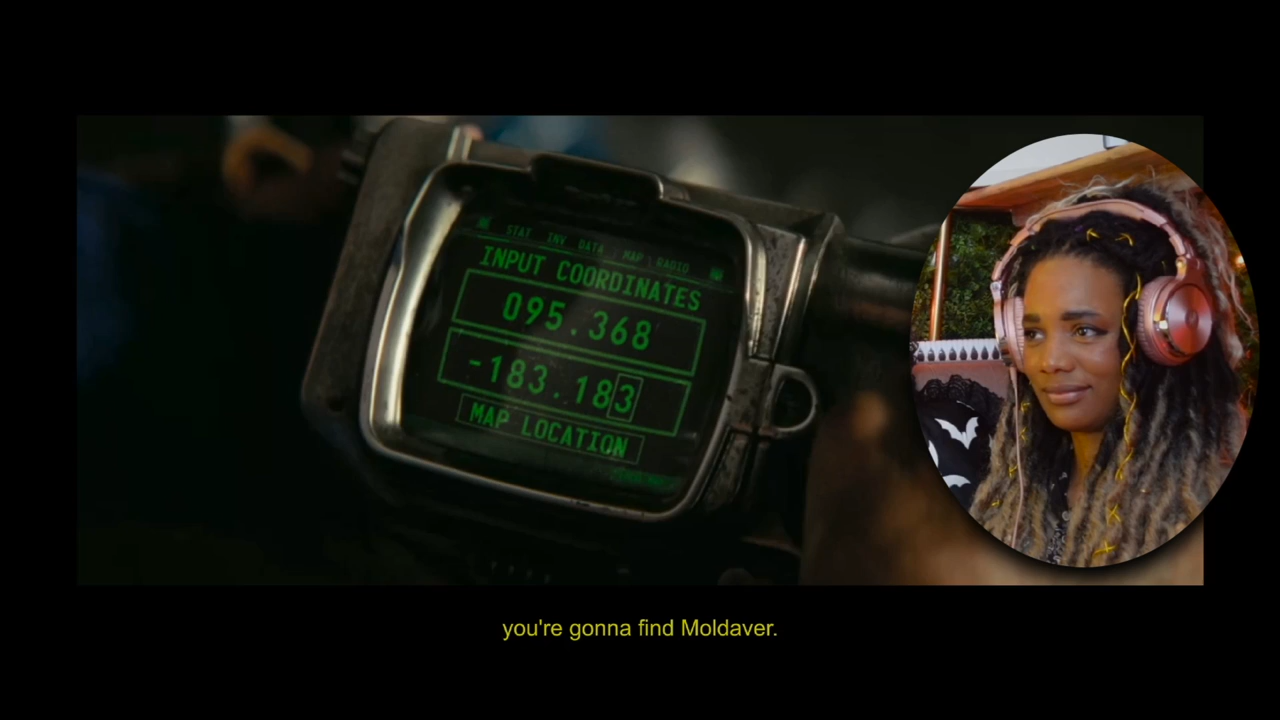 STAT INV DATA MAP RADIO
INPUT COORDINATES
095.368
-183.183
MAP LOCATION
you're gonna find Moldaver.